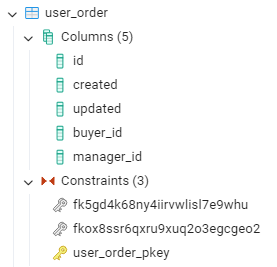 user_order
Columns (5)
id
created
updated
buyer_id
manager_id
Constraints (3)
fk5gd4k68ny4iirvwlisl7e9whu
fkox8ssr6qxru9xuq2o3egcgeo2
user_order_pkey